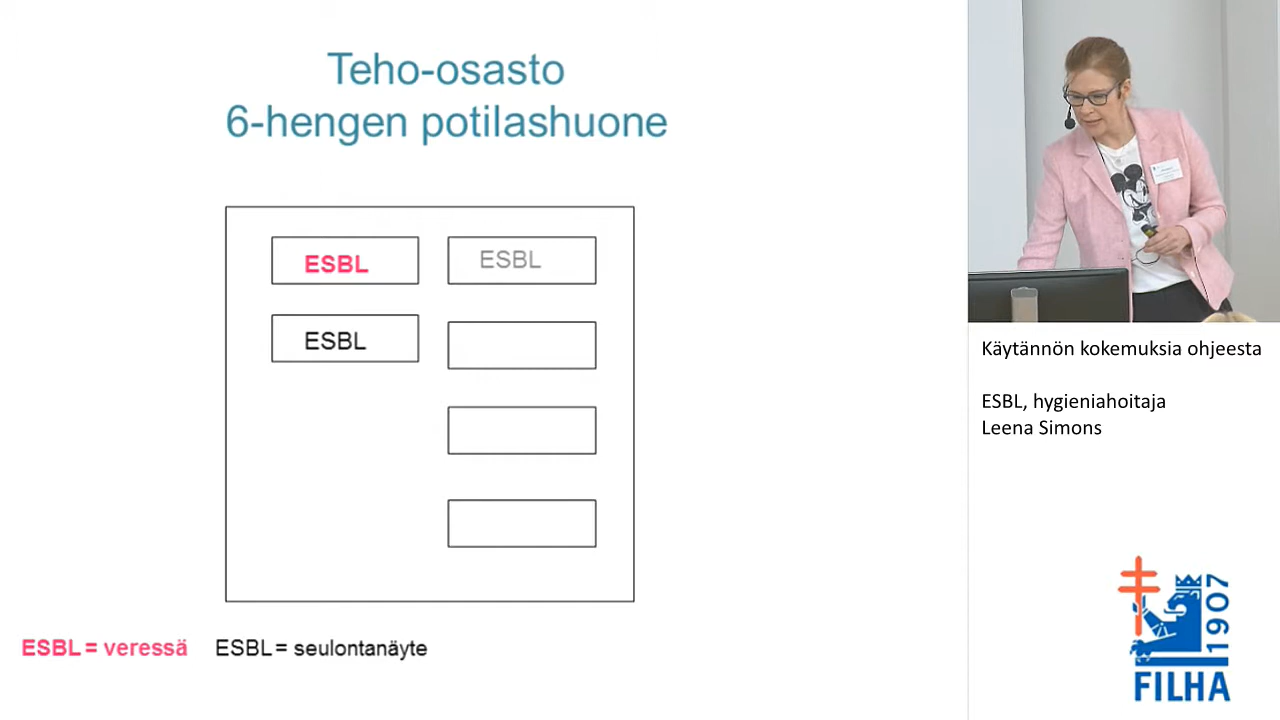 Teho-osasto
6-hengen potilashuone
ESBL
ESBL
ESBL
ESBL = veressä
ESBL = seulontanäyte
Käytännön kokemuksia ohjeesta
ESBL, hygieniahoitaja
Leena Simons
1907
FILHA